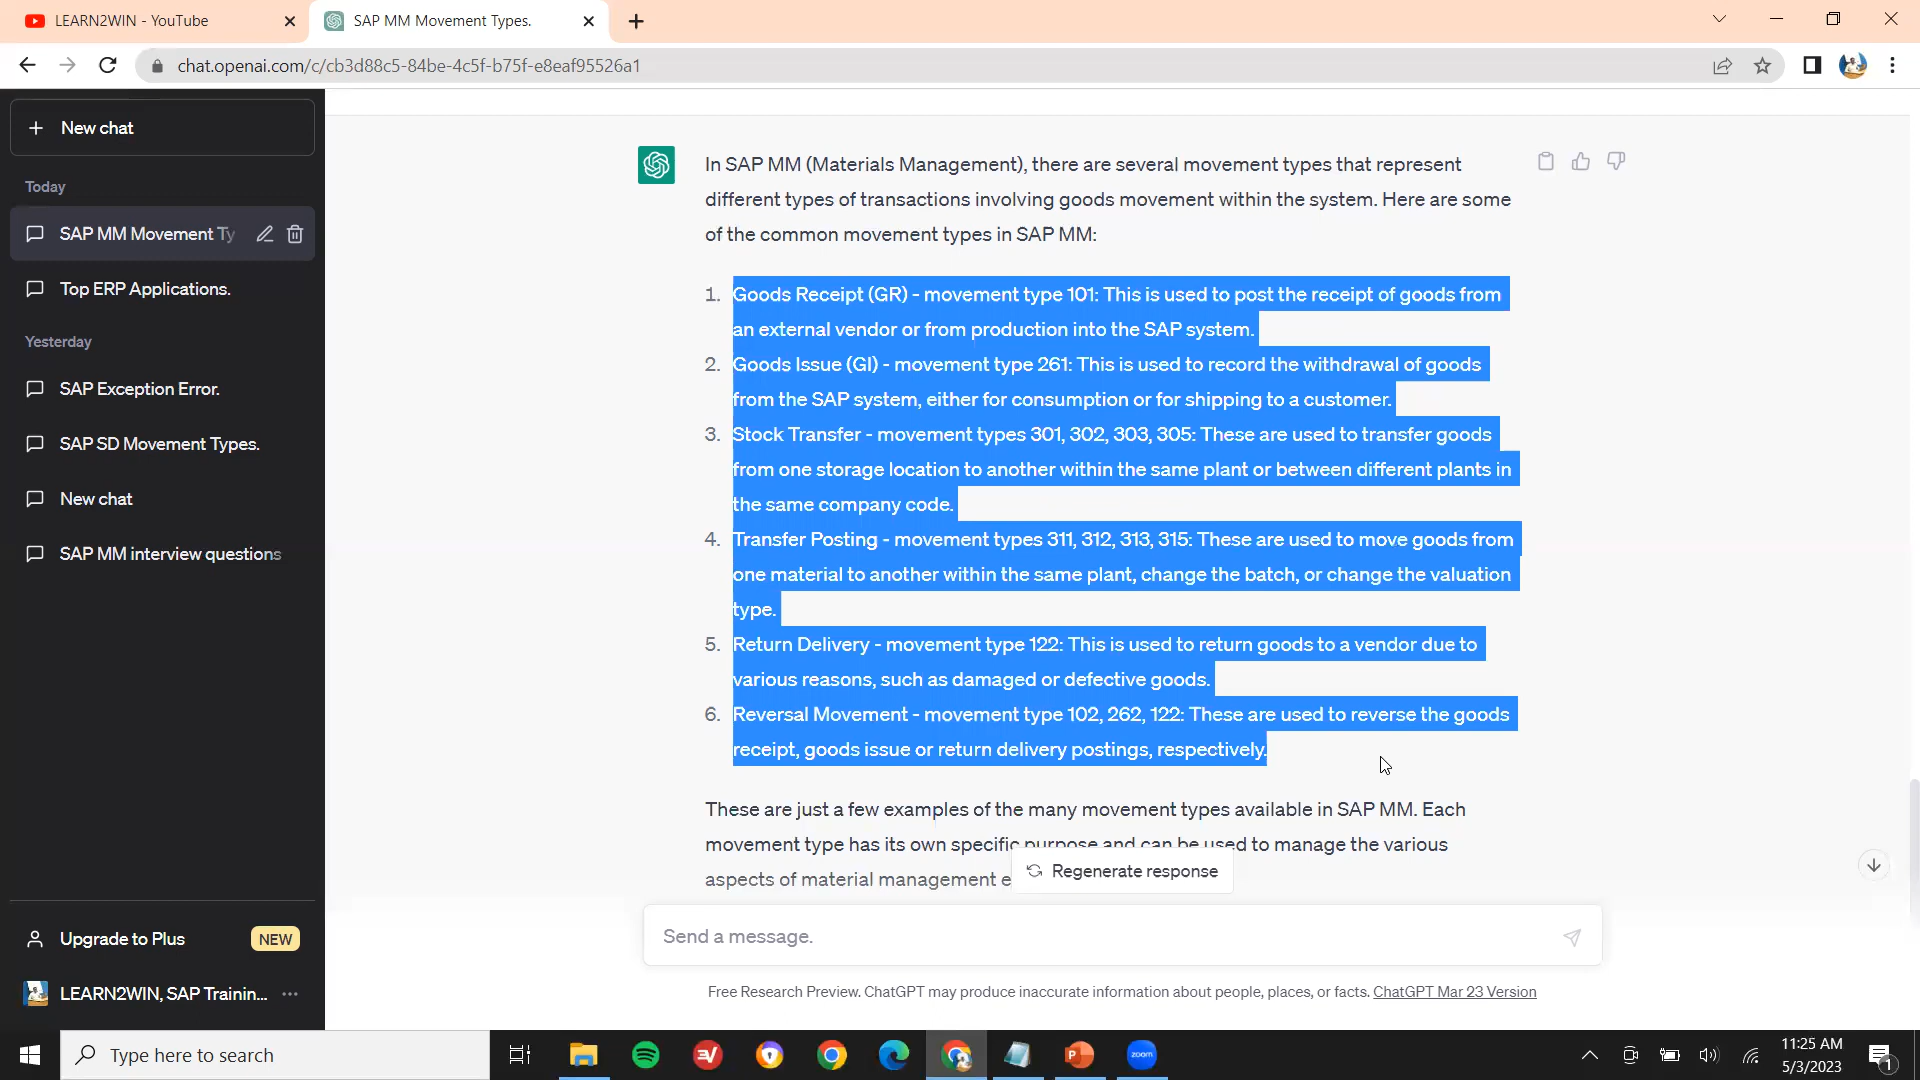 LEARN2WIN - YouTube
SAP MM Movement Types.
chat.openai.com/c/cb3d88c5-84be-4c5f-b75f-e8eaf95526a1
+ New chat
Today
SAP MM Movement Ty
Top ERP Applications.
Yesterday
SAP Exception Error.
SAP SD Movement Types.
New chat
SAP MM interview questions
Upgrade to Plus
NEW
LEARN2WIN, SAP Trainin...
In SAP MM (Materials Management), there are several movement types that represent
different types of transactions involving goods movement within the system. Here are some
of the common movement types in SAP MM:
1. Goods Receipt (GR) - movement type 101: This is used to post the receipt of goods from
an external vendor or from production into the SAP system.
2. Goods Issue (GI) - movement type 261: This is used to record the withdrawal of goods
from the SAP system, either for consumption or for shipping to a customer.
3. Stock Transfer - movement types 301, 302, 303, 305: These are used to transfer goods
from one storage location to another within the same plant or between different plants in
the same company code.
4. Transfer Posting - movement types 311, 312, 313, 315: These are used to move goods from
one material to another within the same plant, change the batch, or change the valuation
type.
5. Return Delivery - movement type 122: This is used to return goods to a vendor due to
various reasons, such as damaged or defective goods.
6. Reversal Movement - movement type 102, 262, 122: These are used to reverse the goods
receipt, goods issue or return delivery postings, respectively.
These are just a few examples of the many movement types available in SAP MM. Each
movement type has its own specific purpose and can be used to manage the various
aspects of material management e
Regenerate response
Send a message.
Free Research Preview. ChatGPT may produce inaccurate information about people, places, or facts. ChatGPT Mar 23 Version
Type here to search
zoom
11:25 AM
5/3/2023
1